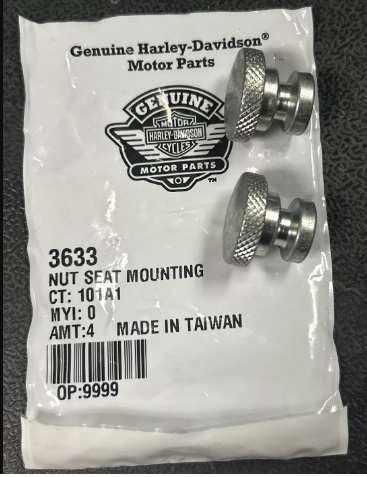 Genuine Harley-Davidson®
Motor Parts
GENUINE
MOTOR
HARLEY-DAVIDSON
CYCLES
MOTOR PARTS
™
3633
NUT SEAT MOUNTING
CT: 101A1
MYI: 0
AMT:4 MADE IN TAIWAN
OP:9999